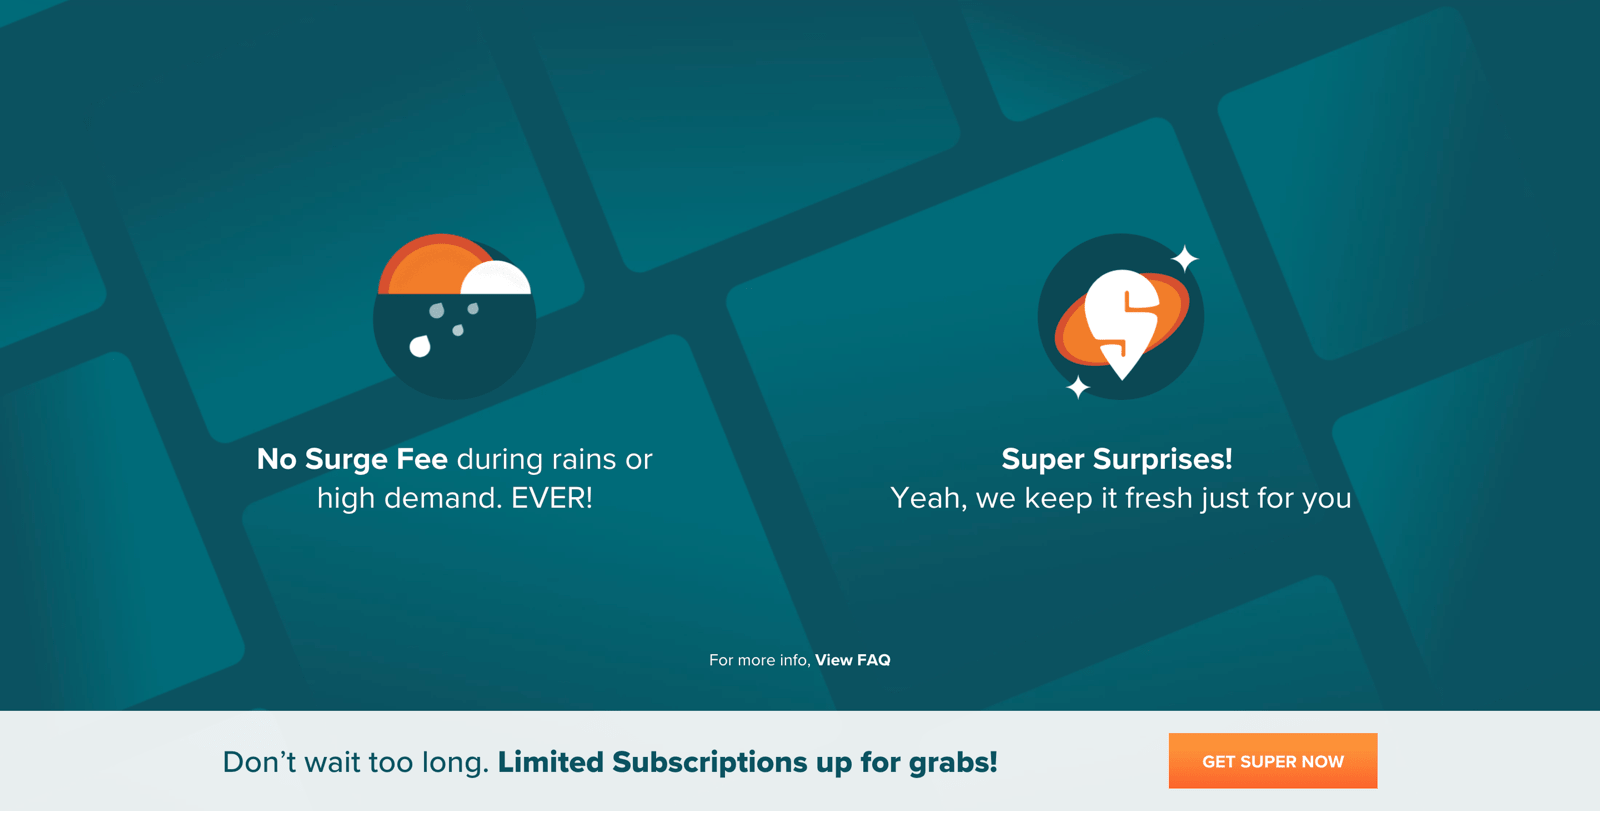 No Surge Fee during rains or
high demand. EVER!
Super Surprises!
Yeah, we keep it fresh just for you
For more info, View FAQ
Don’t wait too long. Limited Subscriptions up for grabs!
GET SUPER NOW